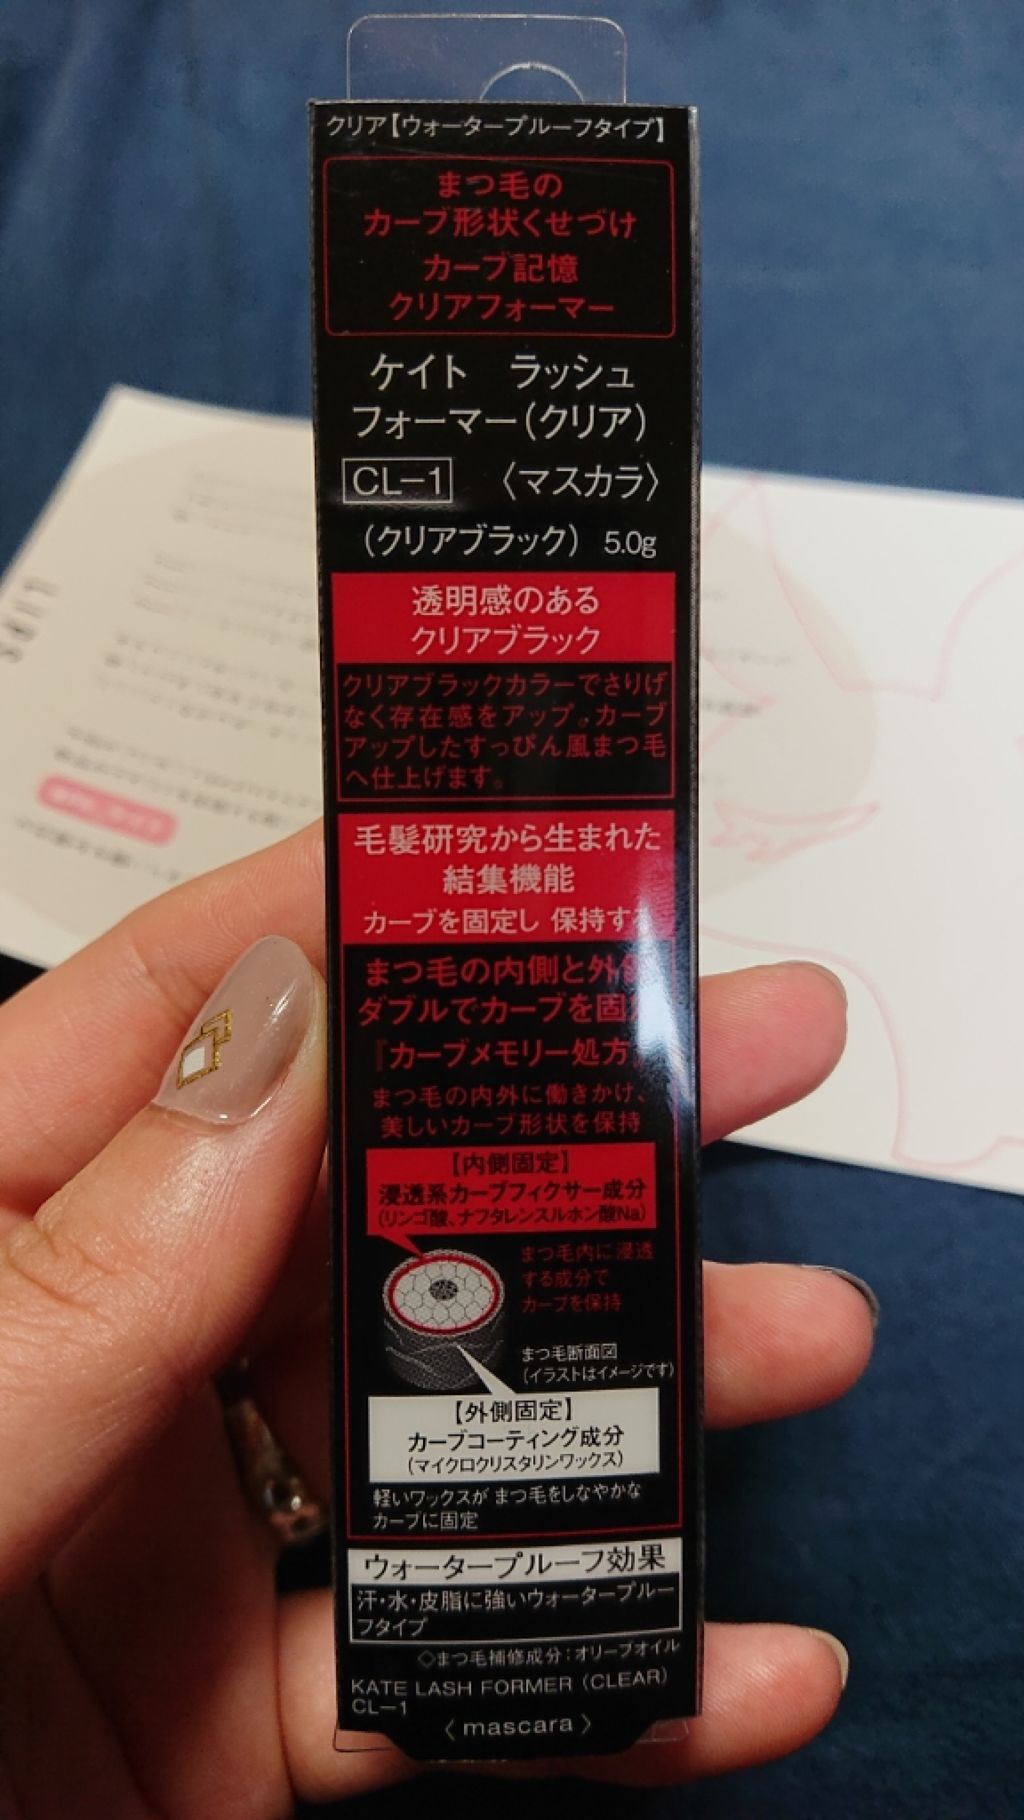 クリア【ウォータープルーフタイプ】
まつ毛の
カーブ形状くせづけ
カーブ記憶
クリアフォーマー
ケイト ラッシュ
フォーマー(クリア)
CL-1 〈マスカラ〉
(クリアブラック) 5.0g
透明感のある
クリアブラック
クリアブラックカラーでさりげ
なく存在感をアップ。カーブ
アップしたすっぴん風まつ毛
へ仕上げます。
毛髪研究から生まれた
結集機能
カーブを固定し 保持する
まつ毛の内側と外側
ダブルでカーブを固定
『カーブメモリー処方』
まつ毛の内外に働きかけ、
美しいカーブ形状を保持
【内側固定】
浸透系カーブフィクサー成分
(リンゴ酸、ナフタレンスルホン酸Na)
まつ毛内に浸透
する成分で
カーブを保持
まつ毛断面図
(イラストはイメージです)
【外側固定】
カーブコーティング成分
(マイクロクリスタリンワックス)
軽いワックスが まつ毛をしなやかな
カーブに固定
ウォータープルーフ効果
汗・水・皮脂に強いウォータープルー
フタイプ
◇まつ毛補修成分：オリーブオイル
KATE LASH FORMER (CLEAR)
CL-1
〈mascara〉
LIPS